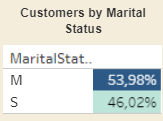 Customers by Marital
Status
MaritalStat..
M 53,98%
S 46,02%